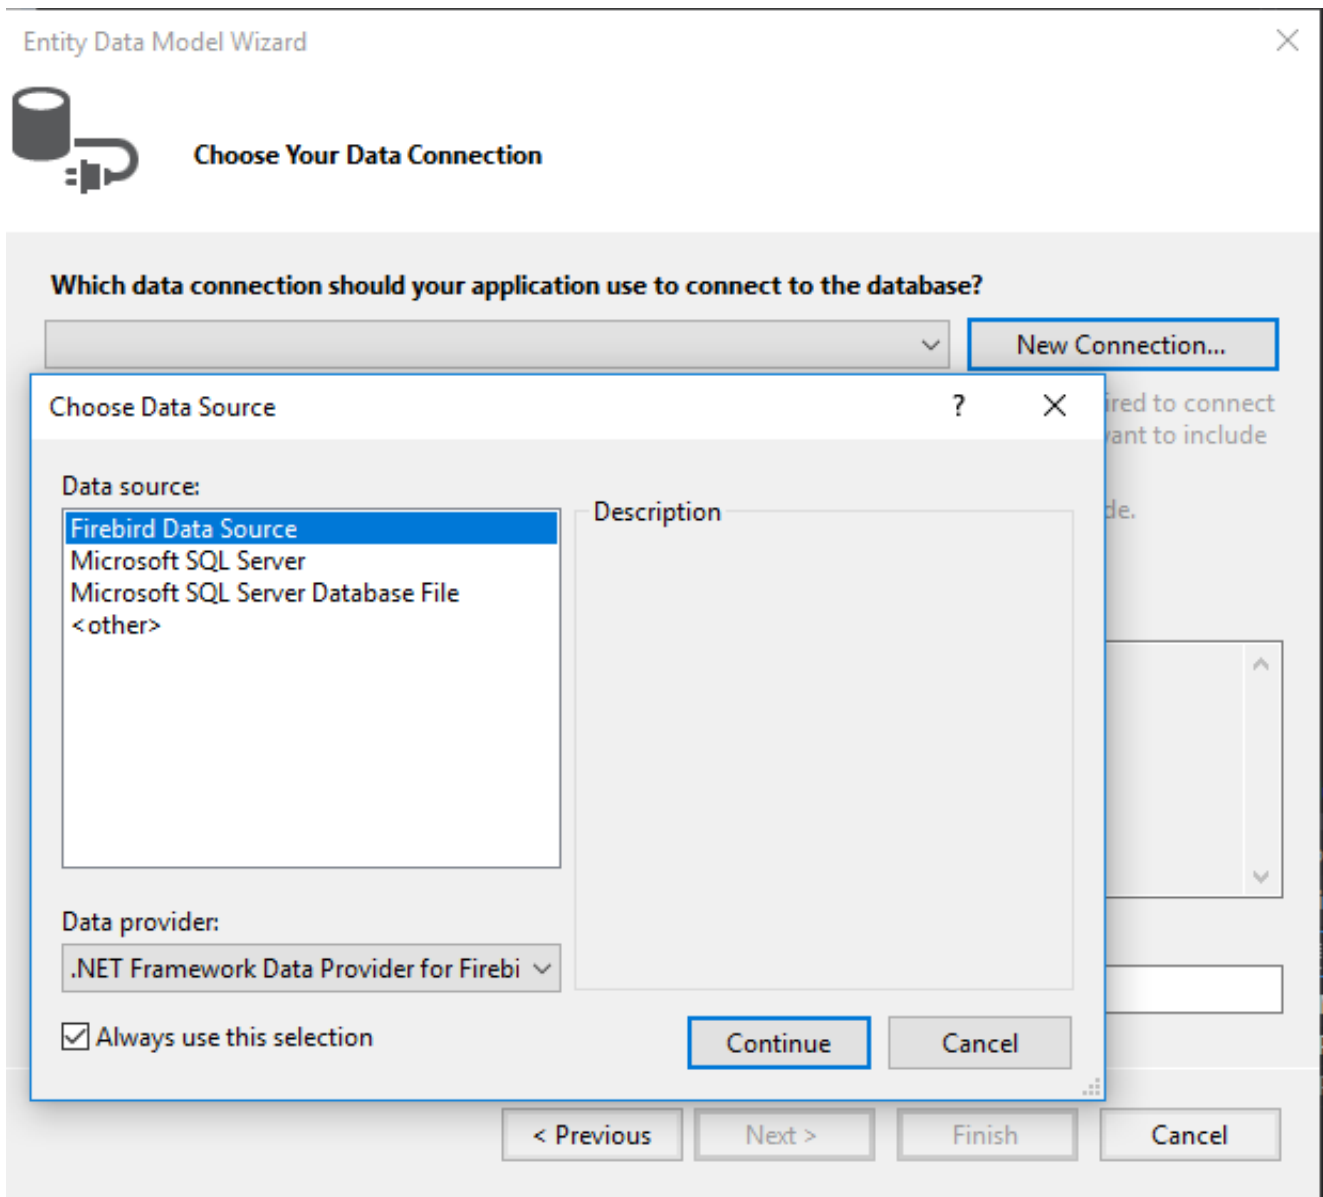 Entity Data Model Wizard
Choose Your Data Connection
Which data connection should your application use to connect to the database?
New Connection...
Choose Data Source
?
to connect
to include
Data source:
Description
Firebird Data Source
Microsoft SQL Server
Microsoft SQL Server Database File
<other>
Data provider:
.NET Framework Data Provider for Firebi
Always use this selection
Continue
Cancel
< Previous
Next >
Finish
Cancel